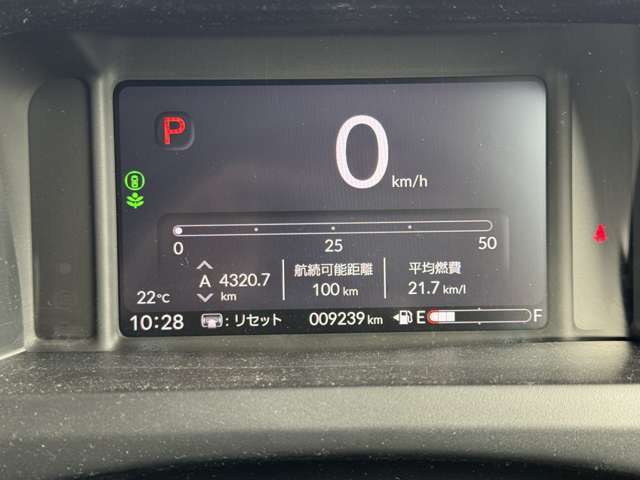 P
0 km/h
0 25 50
A 4320.7 km
航続可能距離
100 km
平均燃費
21.7 km/l
22℃
10:28
:リセット
009239 km
E F